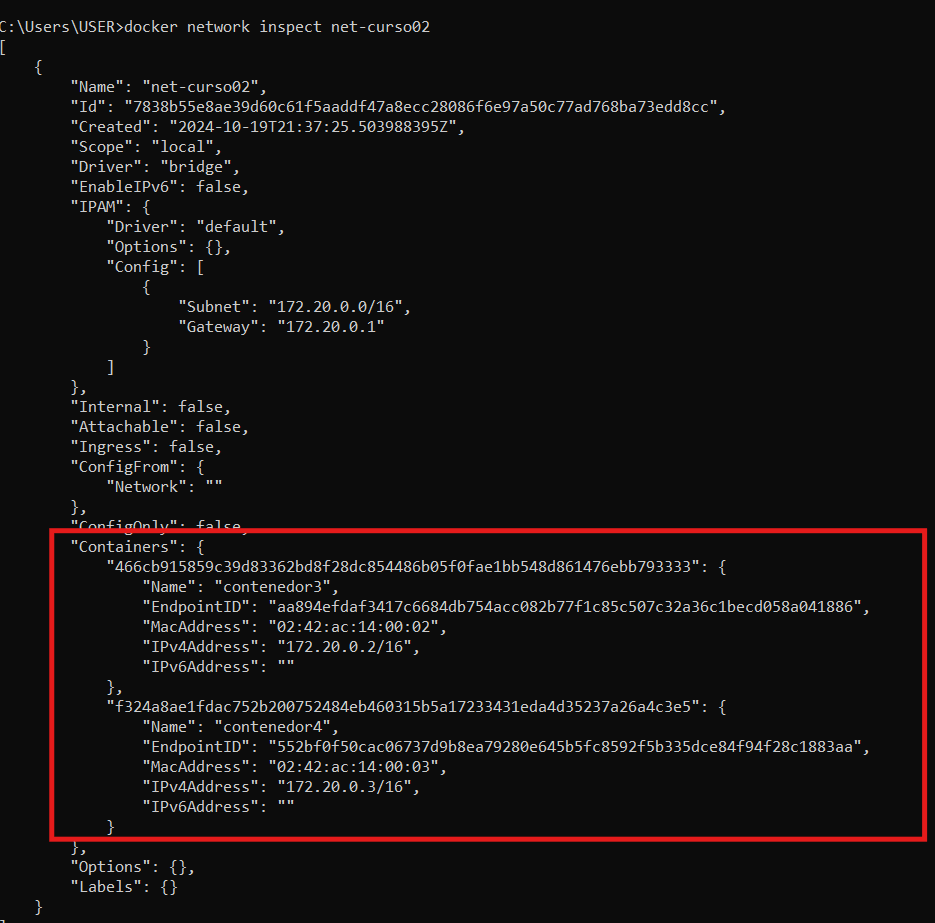 C:\Users\USER>docker network inspect net-curso02
[
    {
        "Name": "net-curso02",
        "Id": "7838b55e8ae39d60c61f5aaddf47a8ecc28086f6e97a50c77ad768ba73edd8cc",
        "Created": "2024-10-19T21:37:25.503988395Z",
        "Scope": "local",
        "Driver": "bridge",
        "EnableIPv6": false,
        "IPAM": {
            "Driver": "default",
            "Options": {},
            "Config": [
                {
                    "Subnet": "172.20.0.0/16",
                    "Gateway": "172.20.0.1"
                }
            ]
        },
        "Internal": false,
        "Attachable": false,
        "Ingress": false,
        "ConfigFrom": {
            "Network": ""
        },
        "ConfigOnly": false,
        "Containers": {
            "466cb915859c39d83362bd8f28dc854486b05f0fae1bb548d861476ebb793333": {
                "Name": "contenedor3",
                "EndpointID": "aa894efdaf3417c6684db754acc082b77f1c85c507c32a36c1becd058a041886",
                "MacAddress": "02:42:ac:14:00:02",
                "IPv4Address": "172.20.0.2/16",
                "IPv6Address": ""
            },
            "f324a8ae1fdac752b200752484eb460315b5a17233431eda4d35237a26a4c3e5": {
                "Name": "contenedor4",
                "EndpointID": "552bf0f50cac06737d9b8ea79280e645b5fc8592f5b335dce84f94f28c1883aa",
                "MacAddress": "02:42:ac:14:00:03",
                "IPv4Address": "172.20.0.3/16",
                "IPv6Address": ""
            }
        },
        "Options": {},
        "Labels": {}
    }